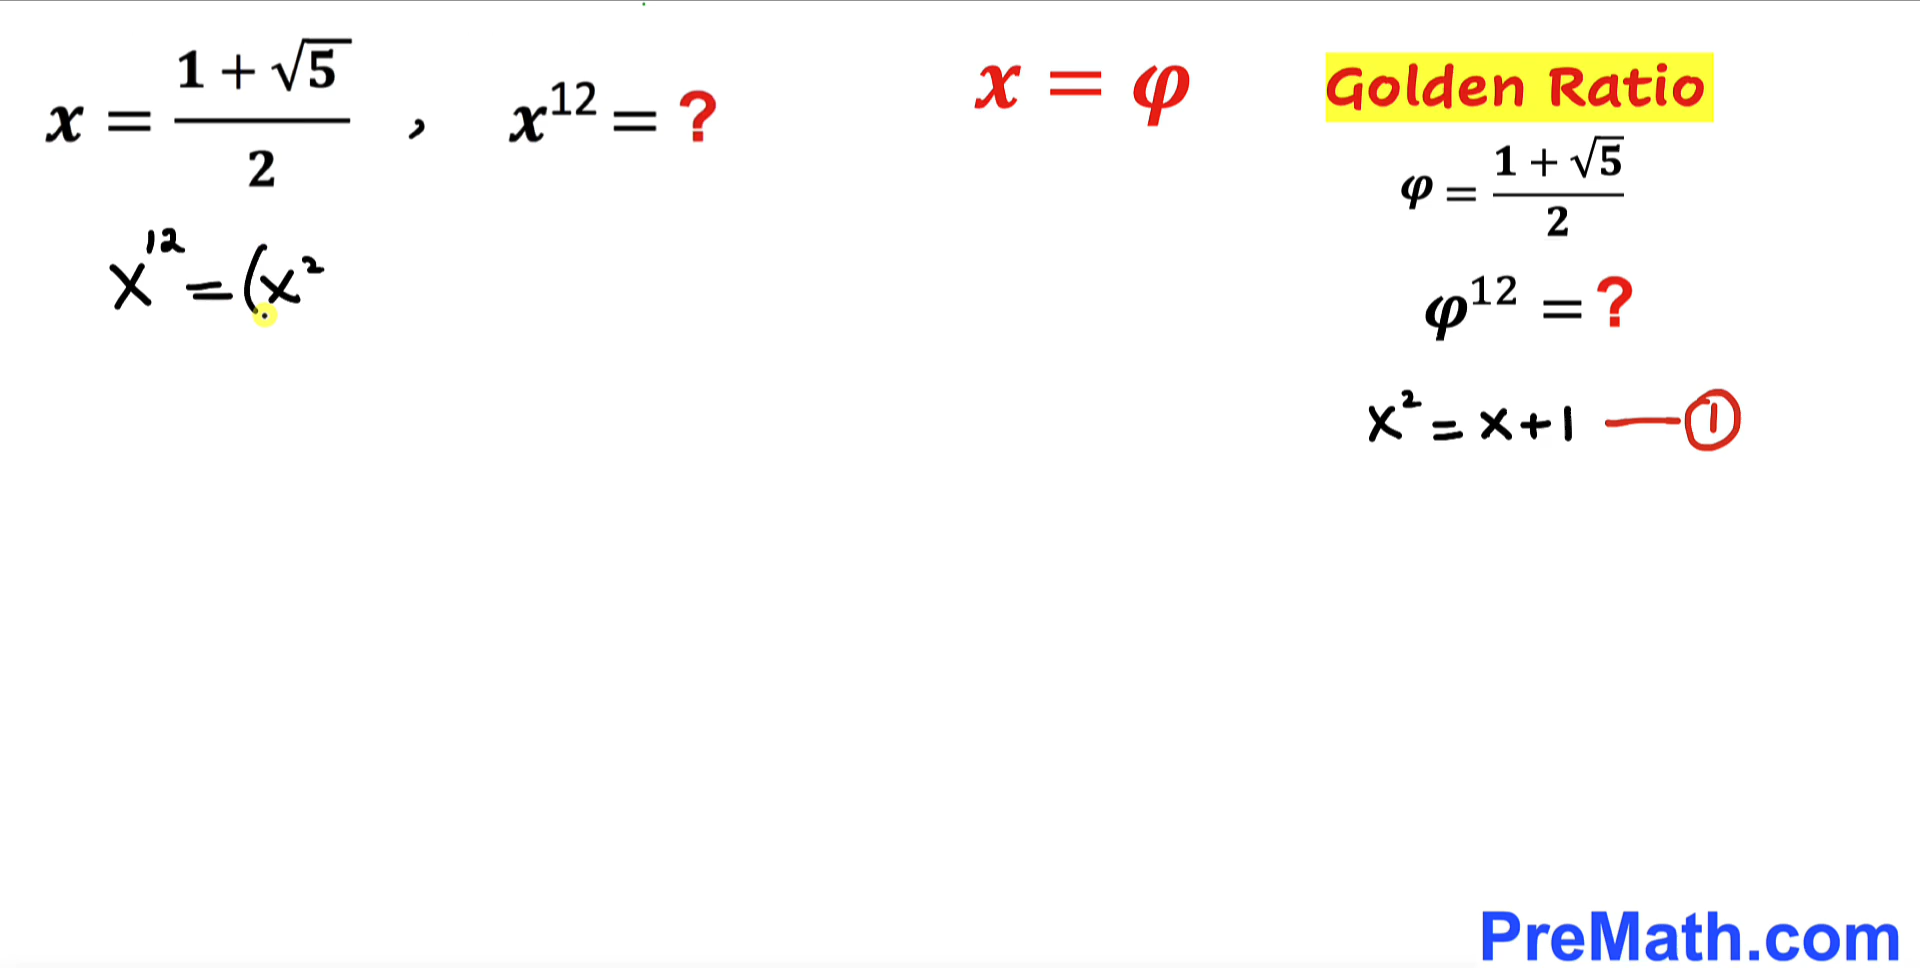 x = (1 + √5)/2 , x¹² = ?
x = φ
Golden Ratio
φ = (1 + √5)/2
φ¹² = ?
x² = x + 1 — ①
x¹² = (x²
PreMath.com